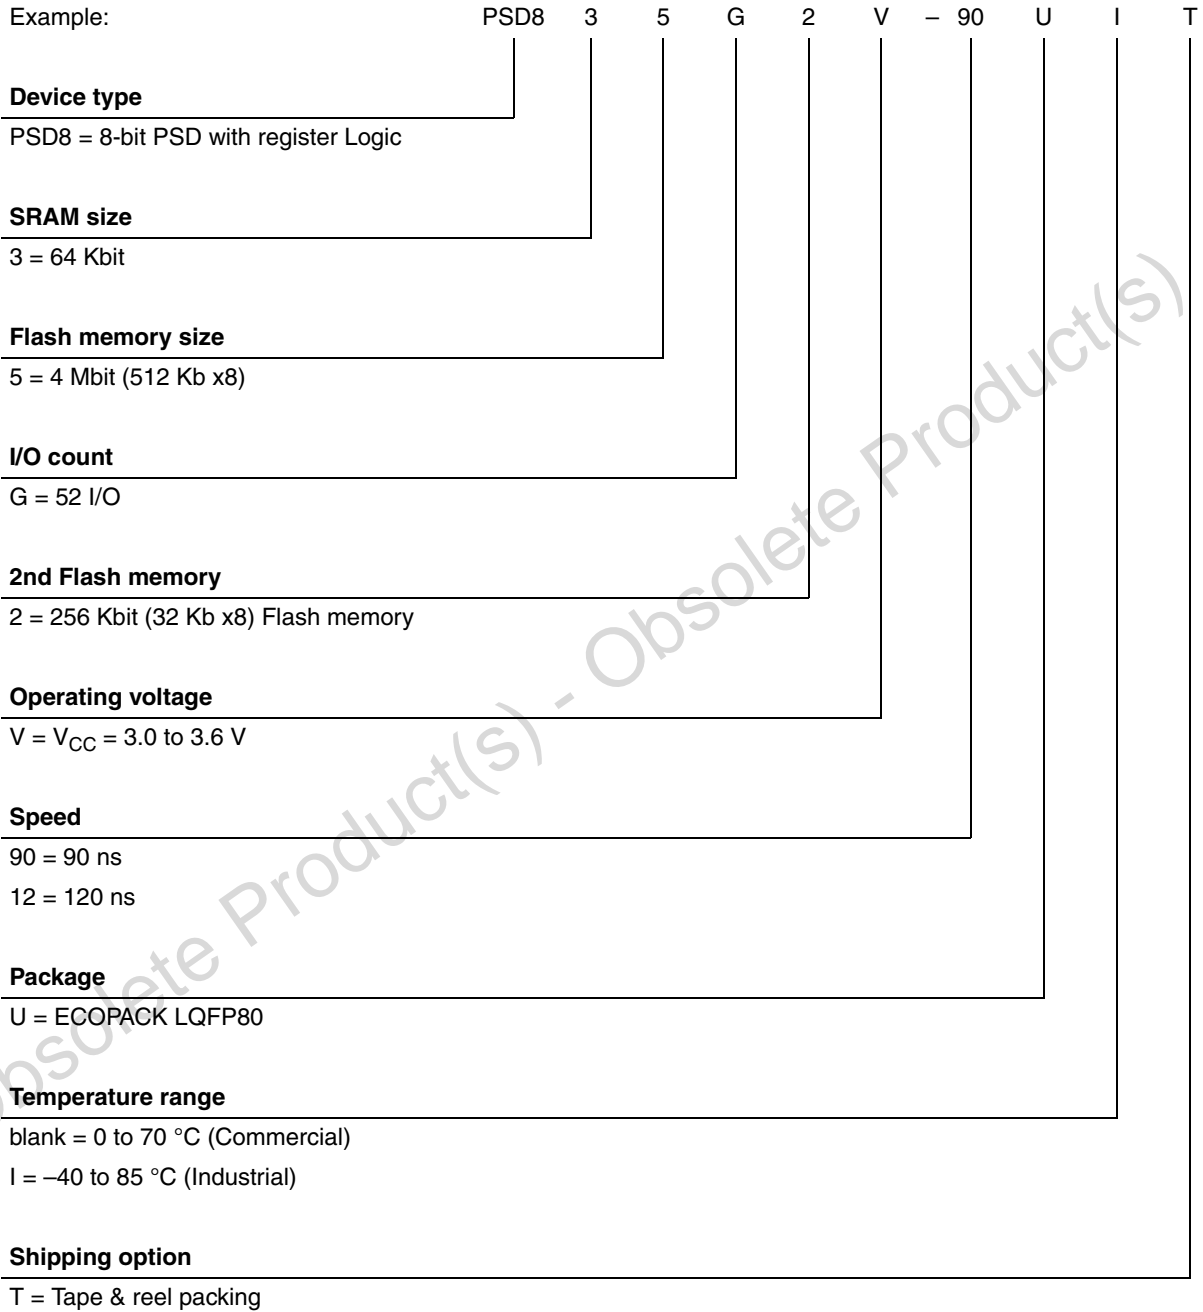 Example: PSD8 3 5 G 2 V – 90 U I T
Device type
PSD8 = 8-bit PSD with register Logic
SRAM size
3 = 64 Kbit
Flash memory size
5 = 4 Mbit (512 Kb x8)
I/O count
G = 52 I/O
2nd Flash memory
2 = 256 Kbit (32 Kb x8) Flash memory
Operating voltage
V = VCC = 3.0 to 3.6 V
Speed
90 = 90 ns
12 = 120 ns
Package
U = ECOPACK LQFP80
Temperature range
blank = 0 to 70 °C (Commercial)
I = –40 to 85 °C (Industrial)
Shipping option
T = Tape & reel packing
Obsolete Product(s) - Obsolete Product(s)